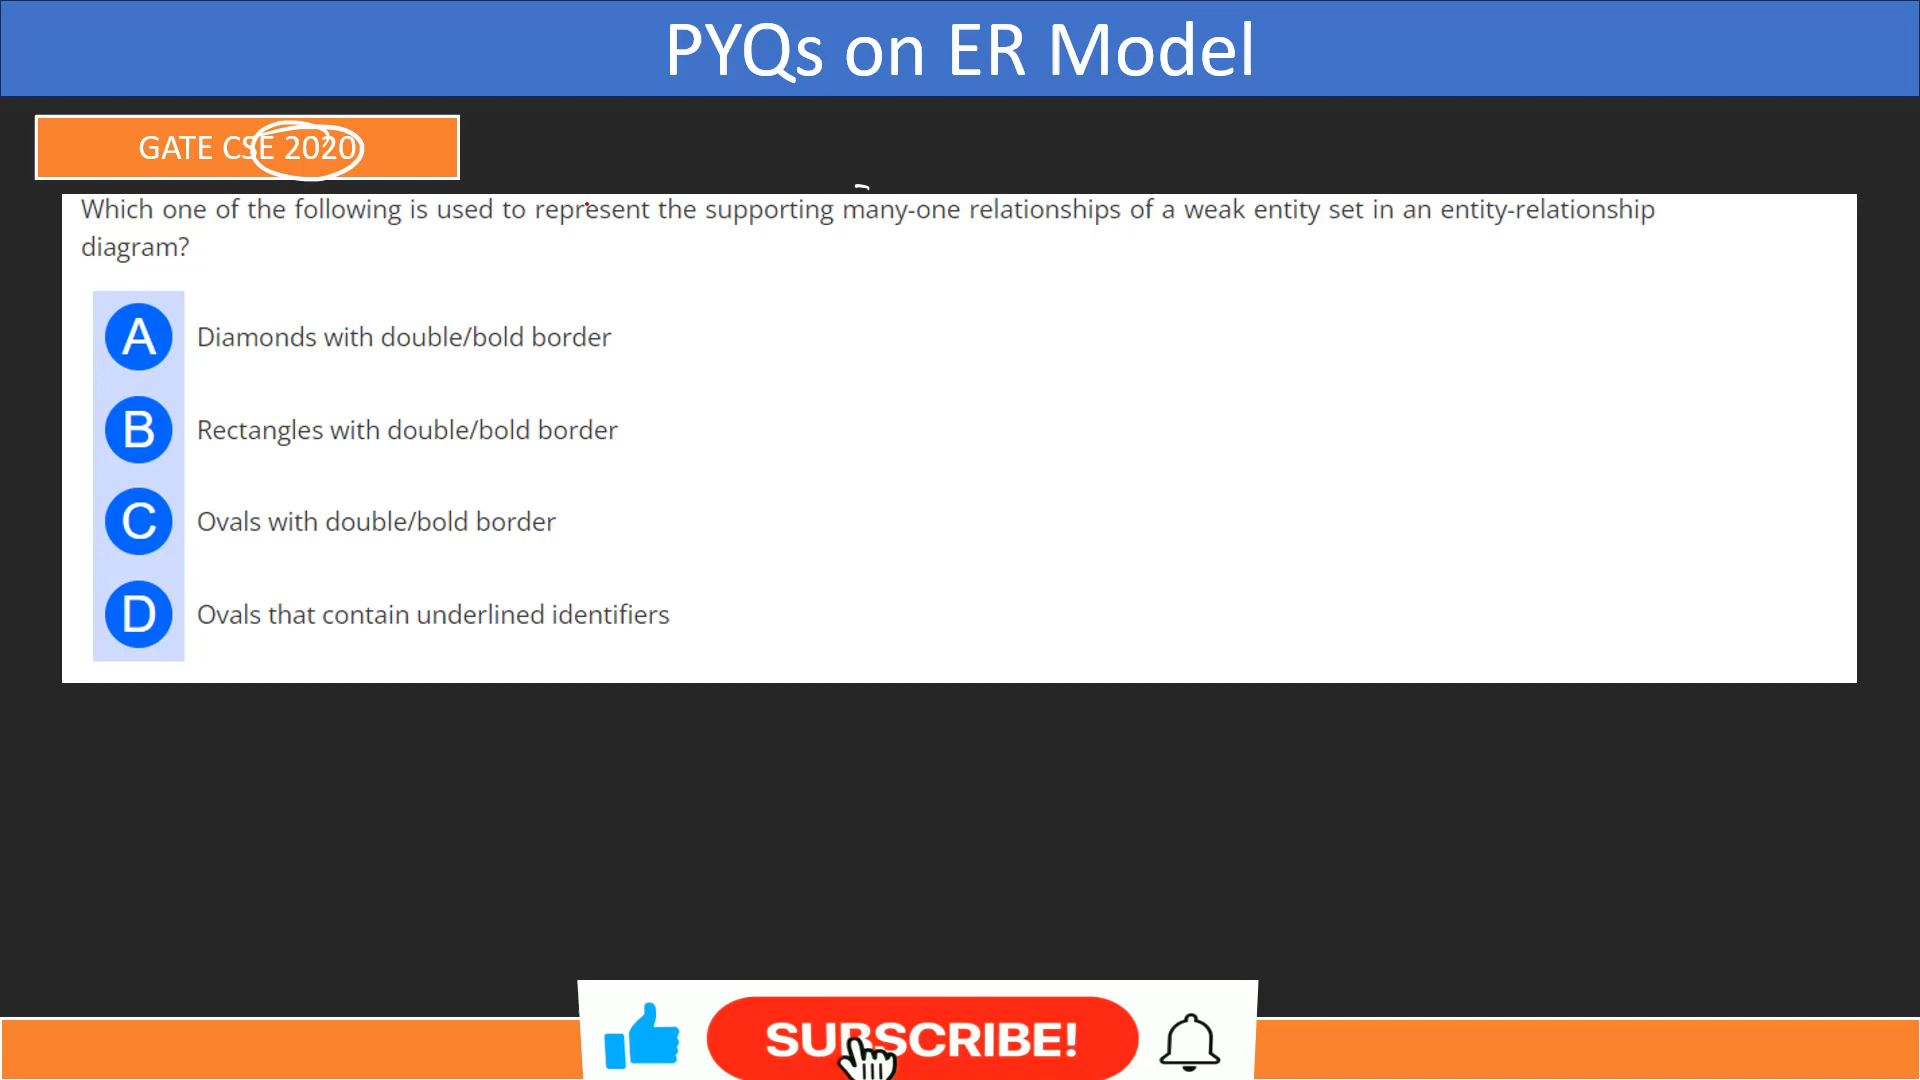 PYQs on ER Model
GATE CSE 2020
Which one of the following is used to represent the supporting many-one relationships of a weak entity set in an entity-relationship
diagram?
A Diamonds with double/bold border
B Rectangles with double/bold border
C Ovals with double/bold border
D Ovals that contain underlined identifiers
SUBSCRIBE!